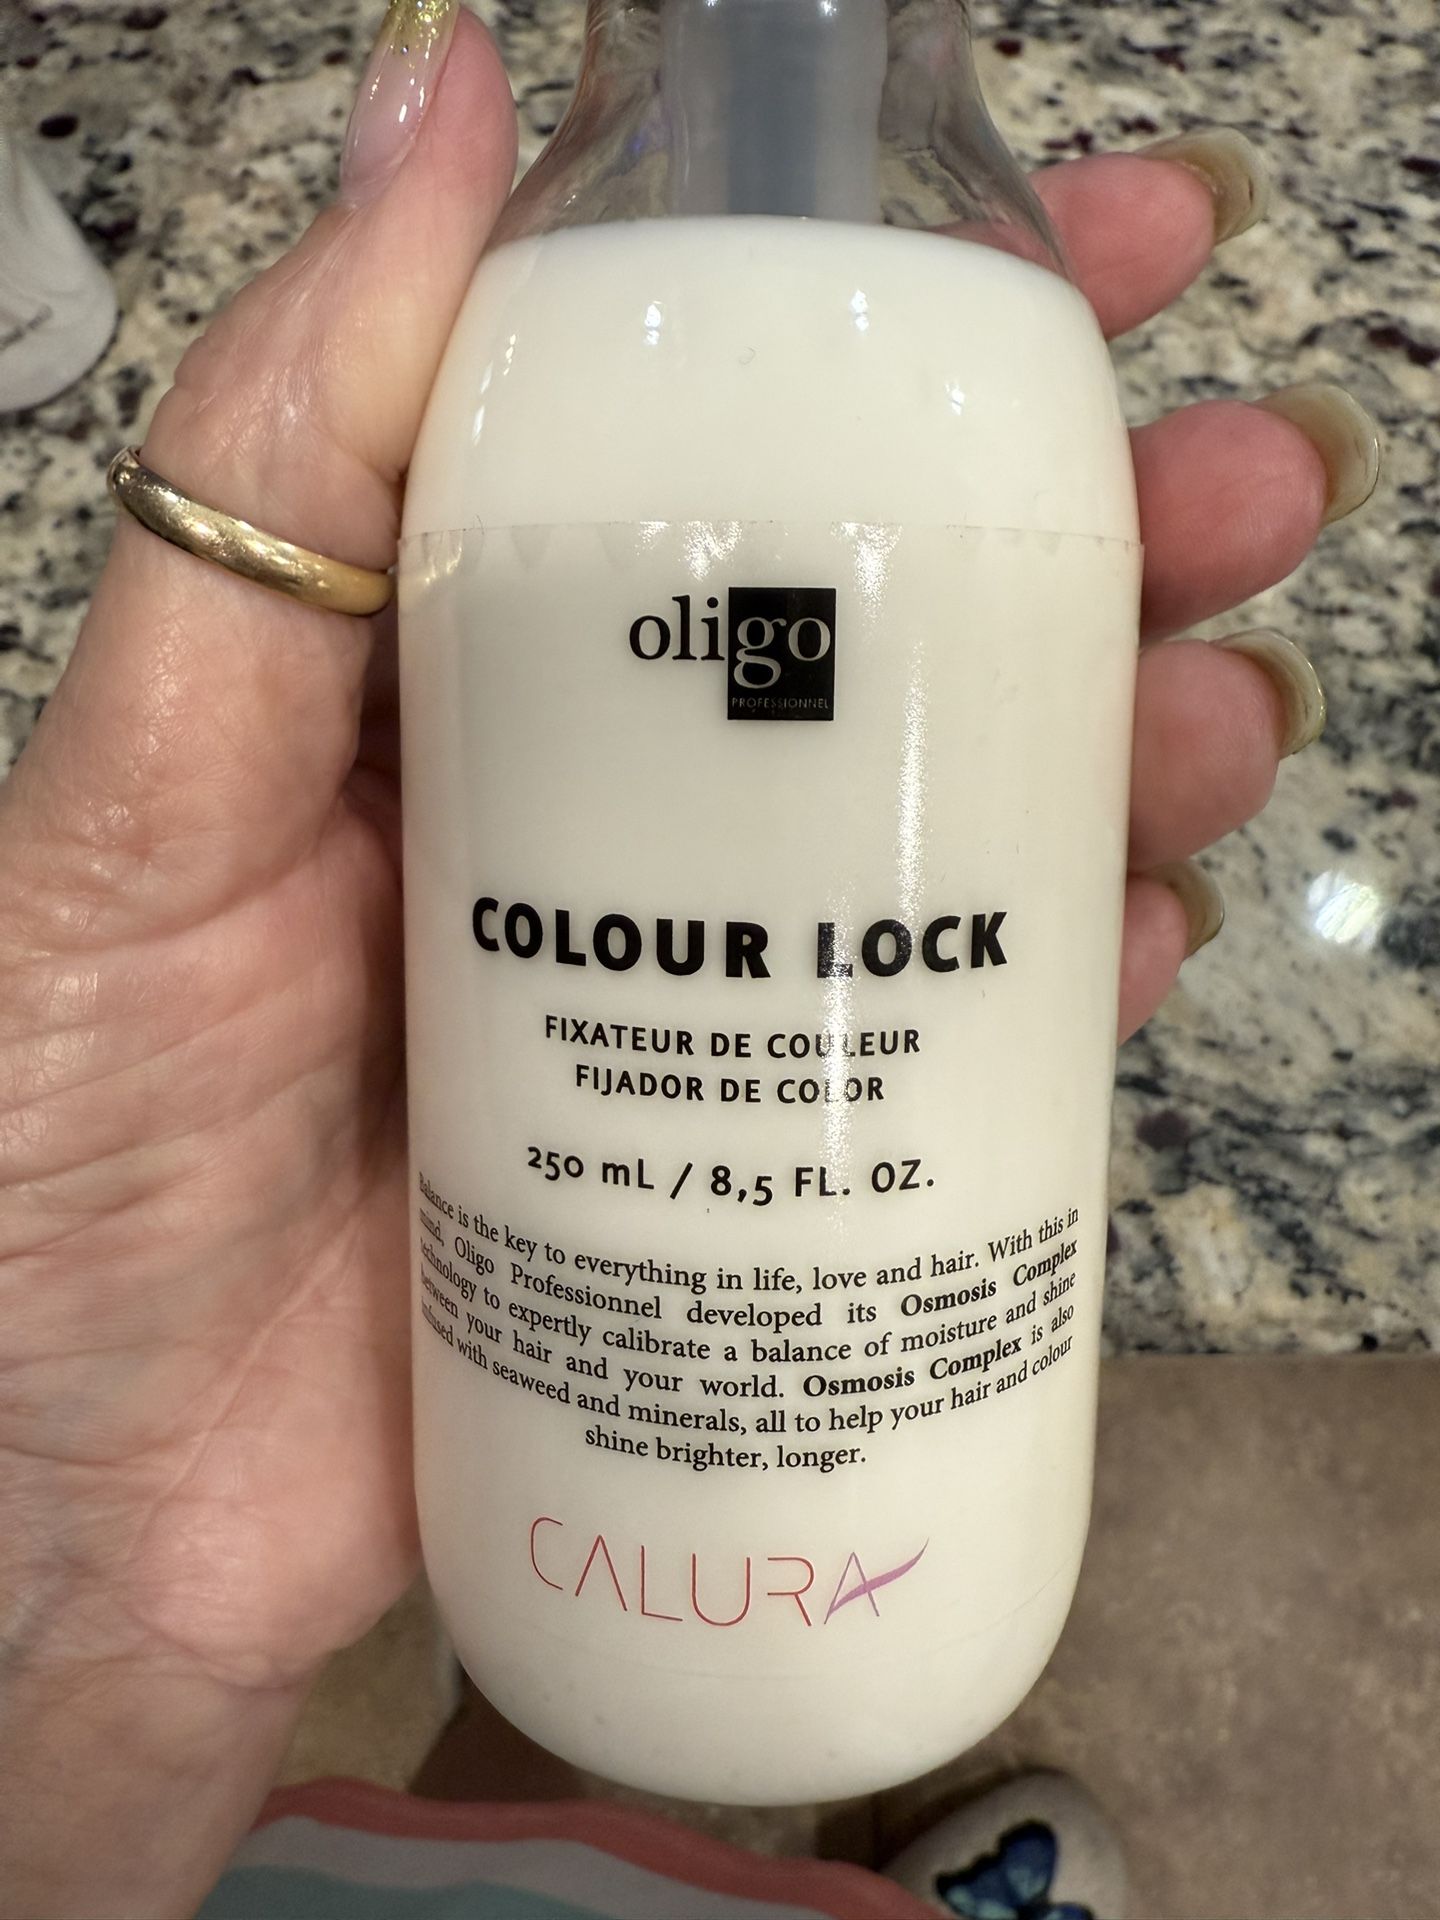 oligo
PROFESSIONNEL
COLOUR LOCK
FIXATEUR DE COULEUR
FIJADOR DE COLOR
250 mL / 8,5 FL. OZ.
Balance is the key to everything in life, love and hair. With this in
mind, Oligo Professionnel developed its Osmosis Complex
technology to expertly calibrate a balance of moisture and shine
between your hair and your world. Osmosis Complex is also
infused with seaweed and minerals, all to help your hair and colour
shine brighter, longer.
CALURA